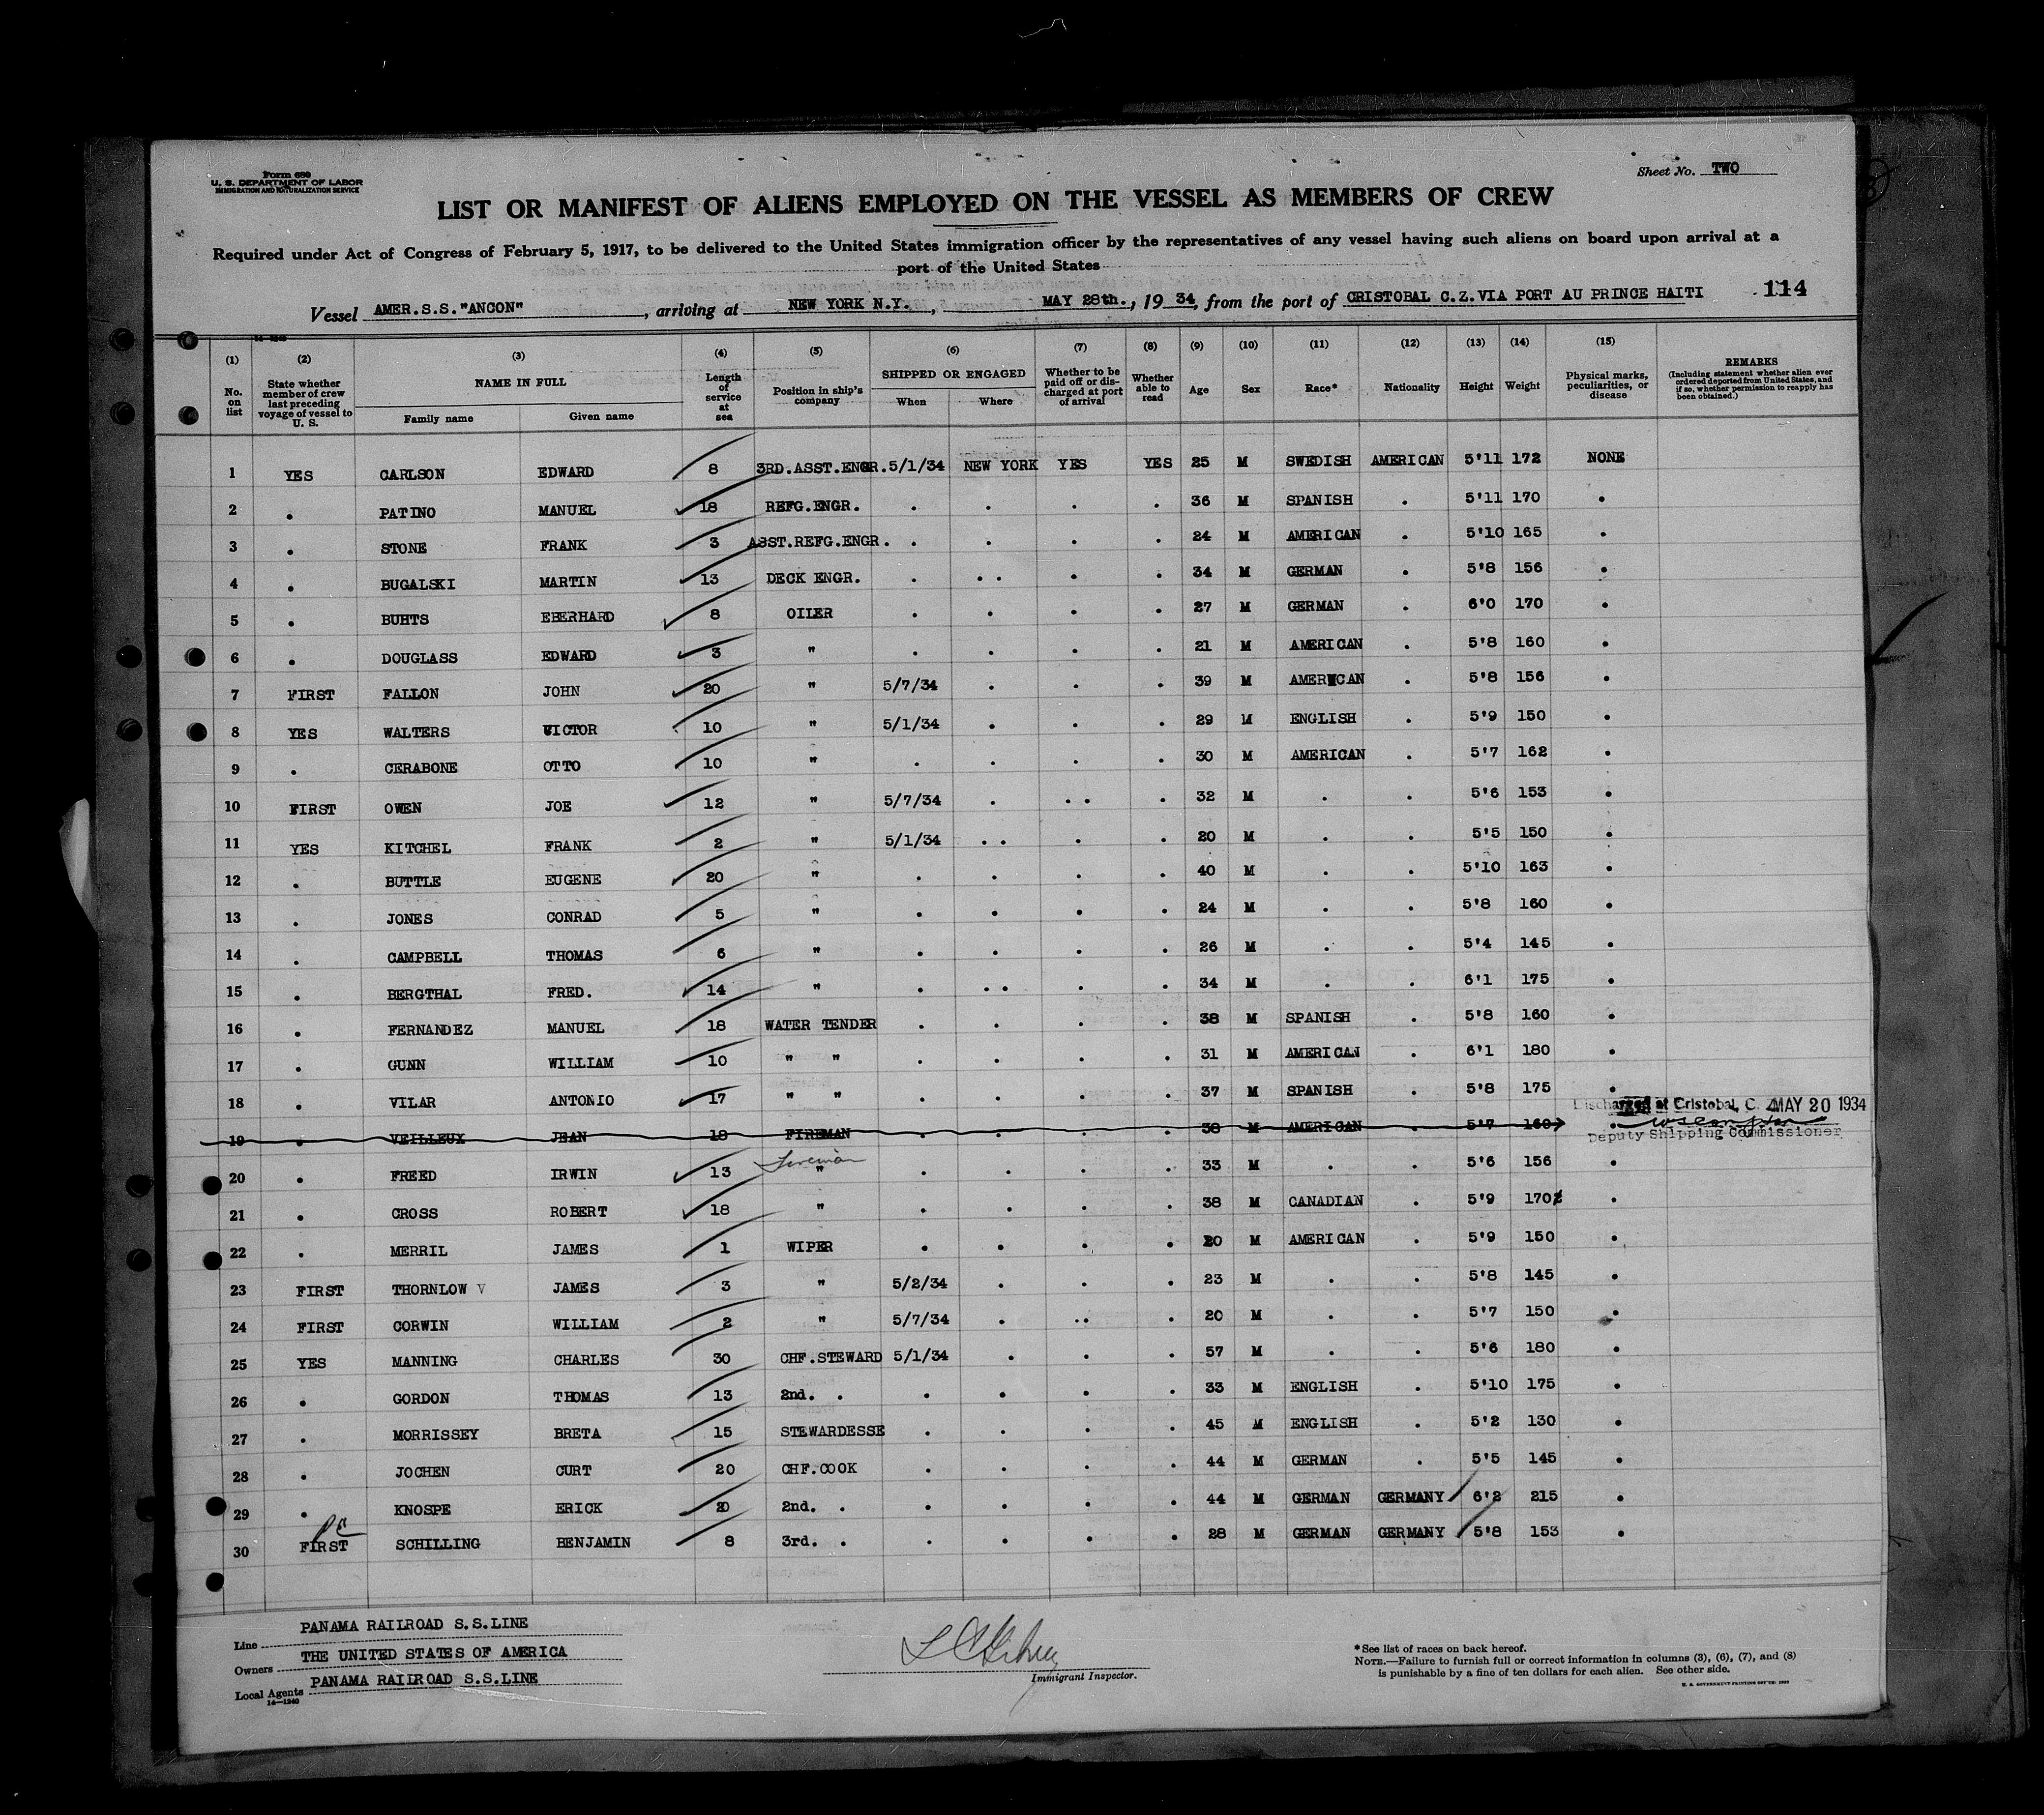 Form 680
U. S. DEPARTMENT OF LABOR
IMMIGRATION AND NATURALIZATION SERVICE
Sheet No. TWO
LIST OR MANIFEST OF ALIENS EMPLOYED ON THE VESSEL AS MEMBERS OF CREW
Required under Act of Congress of February 5, 1917, to be delivered to the United States immigration officer by the representatives of any vessel having such aliens on board upon arrival at a
port of the United States
Vessel AMER.S.S."ANCON", arriving at NEW YORK N.Y., MAY 28th., 19 34, from the port of CRISTOBAL C.Z.VIA PORT AU PRINCE HAITI 114
(1) (2) (3) (4) (5) (6) (7) (8) (9) (10) (11) (12) (13) (14) (15)
No. on list State whether member of crew last preceding voyage of vessel to U. S. NAME IN FULL Family name Given name Length of service at sea Position in ship's company SHIPPED OR ENGAGED When Where Whether to be paid off or discharged at port of arrival Whether able to read Age Sex Race* Nationality Height Weight Physical marks, peculiarities, or disease REMARKS (Including statement whether alien ever ordered deported from United States, and if so, whether permission to reapply has been obtained.)
1 YES CARLSON EDWARD 8 3RD.ASST.ENGR. 5/1/34 NEW YORK YES YES 25 M SWEDISH AMERICAN 5'11 172 NONE
2 . PATINO MANUEL 18 REFG.ENGR. . . . . 36 M SPANISH . 5'11 170 .
3 . STONE FRANK 3 ASST.REFG.ENGR. . . . . 24 M AMERICAN . 5'10 165 .
4 . BUGALSKI MARTIN 13 DECK ENGR. . . . . . 34 M GERMAN . 5'8 156 .
5 . BUHTS EBERHARD 8 OILER . . . . 27 M GERMAN . 6'0 170 .
6 . DOUGLASS EDWARD 3 " . . . . 21 M AMERICAN . 5'8 160 .
7 FIRST FALLON JOHN 20 " 5/7/34 . . . 39 M AMERICAN . 5'8 156 .
8 YES WALTERS VICTOR 10 " 5/1/34 . . . 29 M ENGLISH . 5'9 150 .
9 . CERABONE OTTO 10 " . . . . 30 M AMERICAN . 5'7 162 .
10 FIRST OWEN JOE 12 " 5/7/34 . . . . 32 M . . 5'6 153 .
11 YES KITCHEL FRANK 2 " 5/1/34 . . . . 20 M . . 5'5 150 .
12 . BUTTLE EUGENE 20 " . . . . 40 M . . 5'10 163 .
13 . JONES CONRAD 5 " . . . . 24 M . . 5'8 160 .
14 . CAMPBELL THOMAS 6 " . . . . 26 M . . 5'4 145 .
15 . BERGTHAL FRED. 14 " . . . . . 34 M . . 6'1 175 .
16 . FERNANDEZ MANUEL 18 WATER TENDER . . . . 38 M SPANISH . 5'8 160 .
17 . GUNN WILLIAM 10 " " . . . . 31 M AMERICAN . 6'1 180 .
18 . VILAR ANTONIO 17 " " . . . . 37 M SPANISH . 5'8 175 .
Discharged at Cristobal, C. Z. MAY 20 1934
19 . VEILLEUX JEAN 18 FIREMAN . . . . 38 M AMERICAN . 5'7 160 .
Deputy Shipping Commissioner
Fireman
20 . FREED IRWIN 13 " . . . . 33 M . . 5'6 156 .
21 . CROSS ROBERT 18 " . . . . 38 M CANADIAN . 5'9 170 .
22 . MERRIL JAMES 1 WIPER . . . . 20 M AMERICAN . 5'9 150 .
23 FIRST THORNLOW V JAMES 3 " 5/2/34 . . . 23 M . . 5'8 145 .
24 FIRST CORWIN WILLIAM 2 " 5/7/34 . .. . 20 M . . 5'7 150 .
25 YES MANNING CHARLES 30 CHF.STEWARD 5/1/34 . . . 57 M . . 5'6 180 .
26 . GORDON THOMAS 13 2nd. . . . . . 33 M ENGLISH . 5'10 175 .
27 . MORRISSEY BRETA 15 STEWARDESSE . . . . 45 M ENGLISH . 5'2 130 .
28 . JOCHEN CURT 20 CHF.COOK . . . . 44 M GERMAN . 5'5 145 .
29 . KNOSPE ERICK 20 2nd. . . . . . 44 M GERMAN GERMANY 6'2 215 .
30 FIRST SCHILLING BENJAMIN 8 3rd. . . . . . 28 M GERMAN GERMANY 5'8 153 .
Line PANAMA RAILROAD S.S.LINE
Owners THE UNITED STATES OF AMERICA
Local Agents PANAMA RAILROAD S.S.LINE
14—1240
Immigrant Inspector.
*See list of races on back hereof.
NOTE.—Failure to furnish full or correct information in columns (3), (6), (7), and (8)
is punishable by a fine of ten dollars for each alien. See other side.